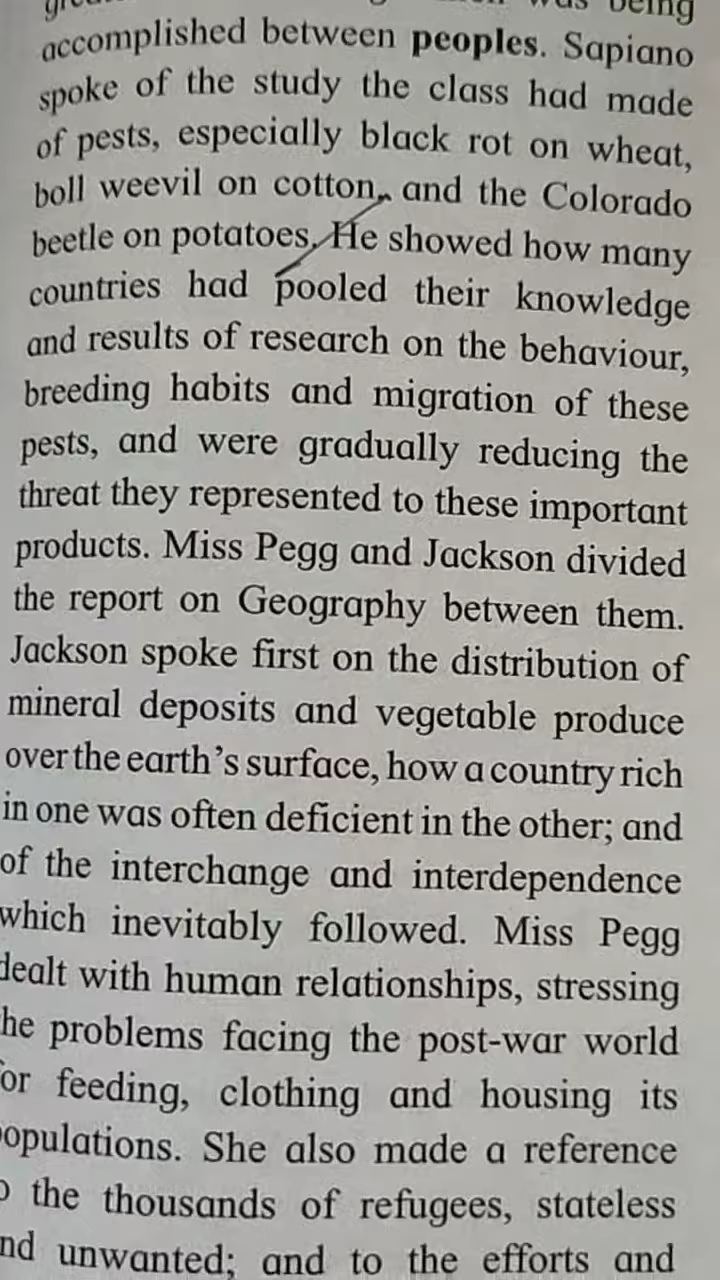 was being
accomplished between peoples. Sapiano
spoke of the study the class had made
of pests, especially black rot on wheat,
boll weevil on cotton, and the Colorado
beetle on potatoes. He showed how many
countries had pooled their knowledge
and results of research on the behaviour,
breeding habits and migration of these
pests, and were gradually reducing the
threat they represented to these important
products. Miss Pegg and Jackson divided
the report on Geography between them.
Jackson spoke first on the distribution of
mineral deposits and vegetable produce
over the earth's surface, how a country rich
in one was often deficient in the other; and
of the interchange and interdependence
which inevitably followed. Miss Pegg
dealt with human relationships, stressing
he problems facing the post-war world
or feeding, clothing and housing its
opulations. She also made a reference
the thousands of refugees, stateless
nd unwanted; and to the efforts and